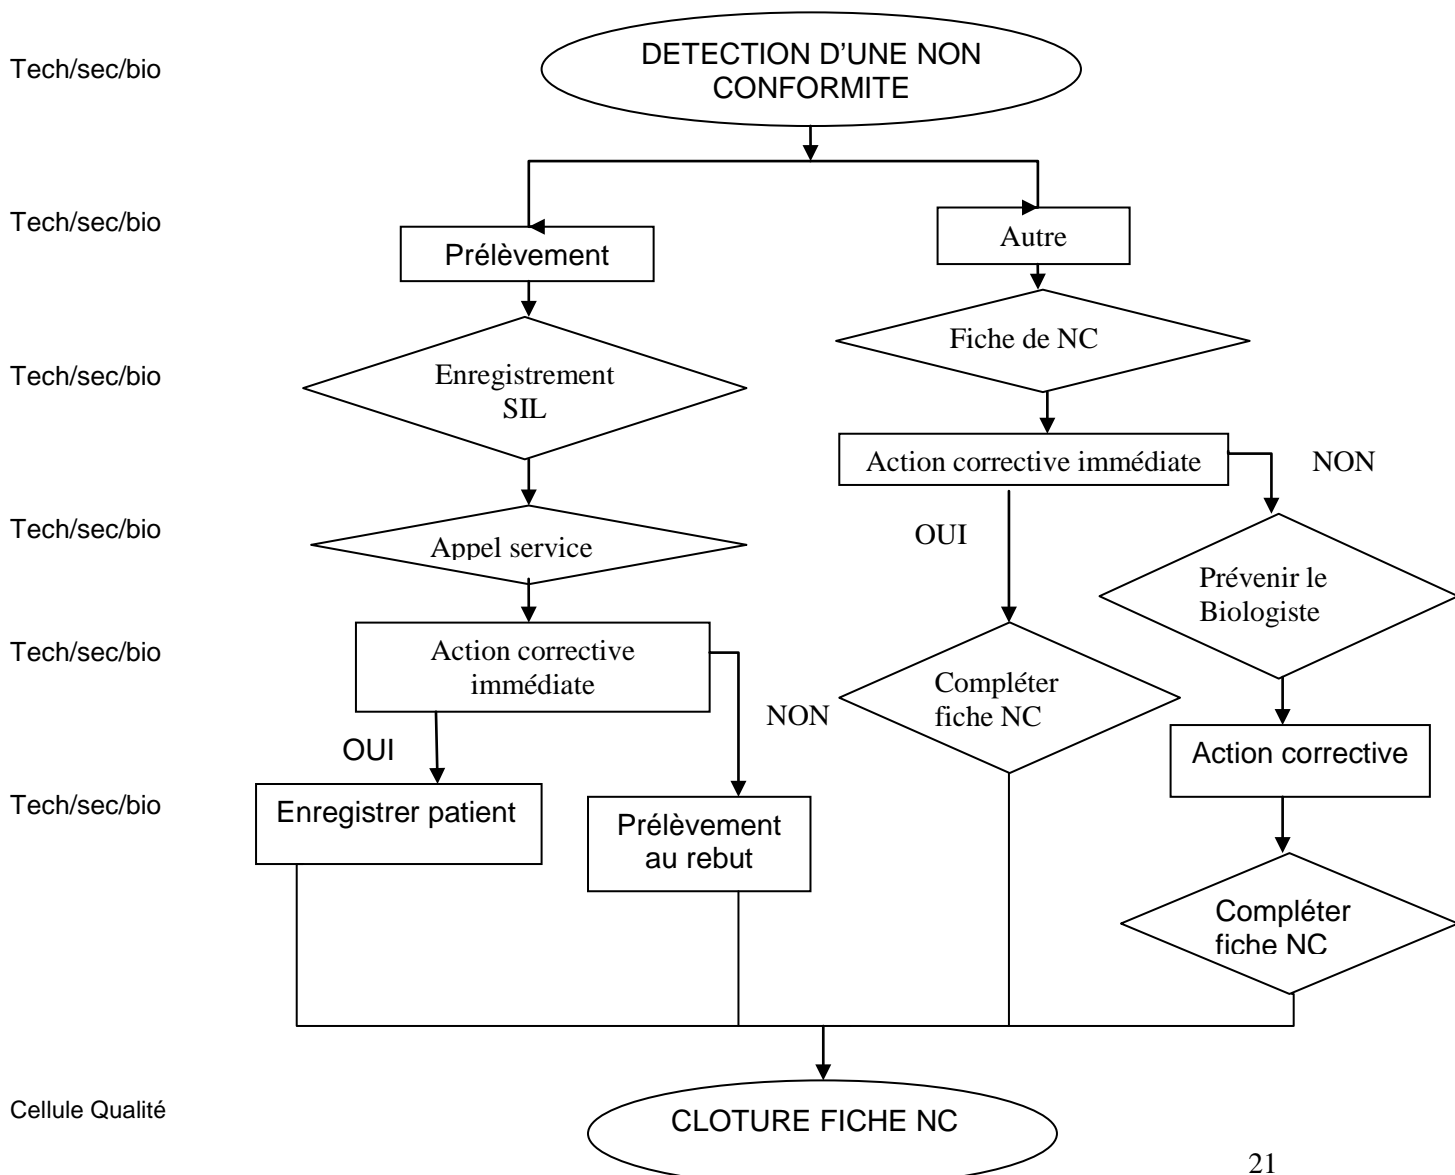 Tech/sec/bio
DETECTION D'UNE NON
CONFORMITE
Tech/sec/bio
Prélèvement
Autre
Tech/sec/bio
Enregistrement
SIL
Fiche de NC
Action corrective immédiate
NON
Tech/sec/bio
Appel service
OUI
Prévenir le
Biologiste
Tech/sec/bio
Action corrective
immédiate
Compléter
fiche NC
NON
OUI
Action corrective
Tech/sec/bio
Enregistrer patient
Prélèvement
au rebut
Compléter
fiche NC
Cellule Qualité
CLOTURE FICHE NC
21